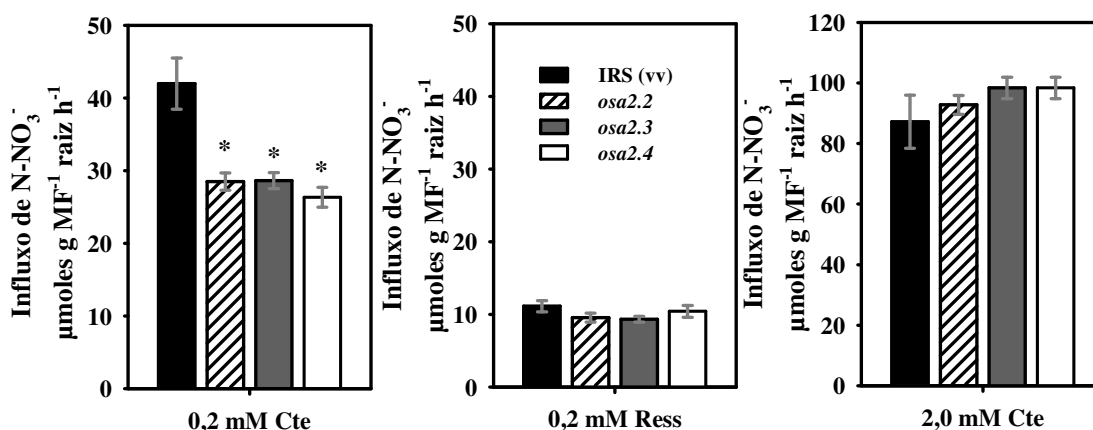 Influxo de N-NO₃⁻
µmoles g MF⁻¹ raiz h⁻¹
50
40
30
20
10
0
*
*
*
0,2 mM Cte
Influxo de N-NO₃⁻
µmoles g MF⁻¹ raiz h⁻¹
50
40
30
20
10
0
IRS (vv)
osa2.2
osa2.3
osa2.4
0,2 mM Ress
Influxo de N-NO₃⁻
µmoles g MF⁻¹ raiz h⁻¹
120
100
80
60
40
20
0
2,0 mM Cte